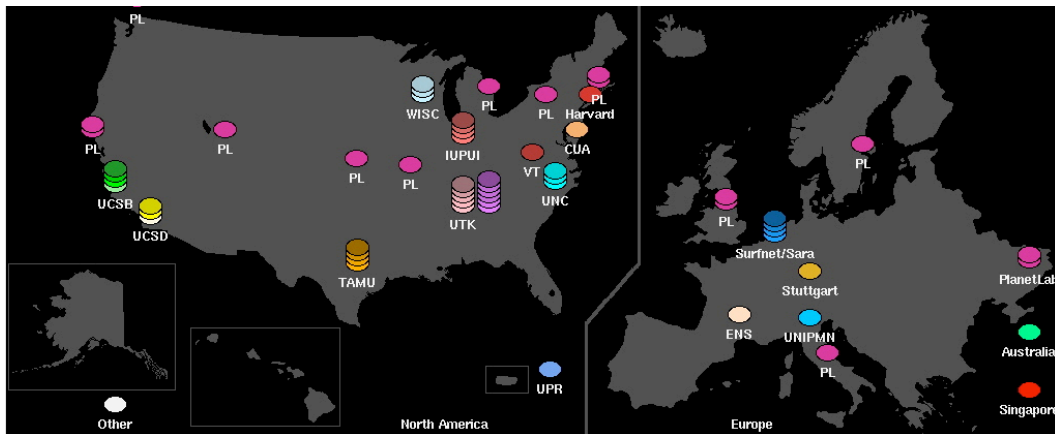 PL
WISC
PL
PL
PL
Harvard
PL
PL
IUPUI
CUA
PL
PL
VT
UCSB
UNC
UCSD
UTK
TAMU
UPR
Other
North America
PL
PL
Surfnet/Sara
Stuttgart
PlanetLab
ENS
UNIPMN
Australia
PL
Singapore
Europe